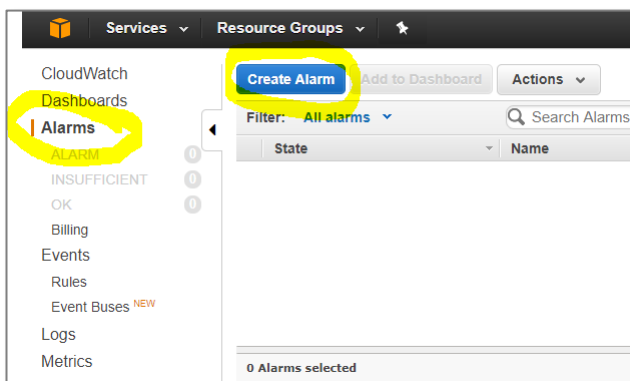 Services Resource Groups
CloudWatch
Dashboards
Alarms
ALARM 0
INSUFFICIENT 0
OK 0
Billing
Events
Rules
Event Buses NEW
Logs
Metrics
Create Alarm Add to Dashboard Actions
Filter: All alarms Search Alarms
State Name
0 Alarms selected